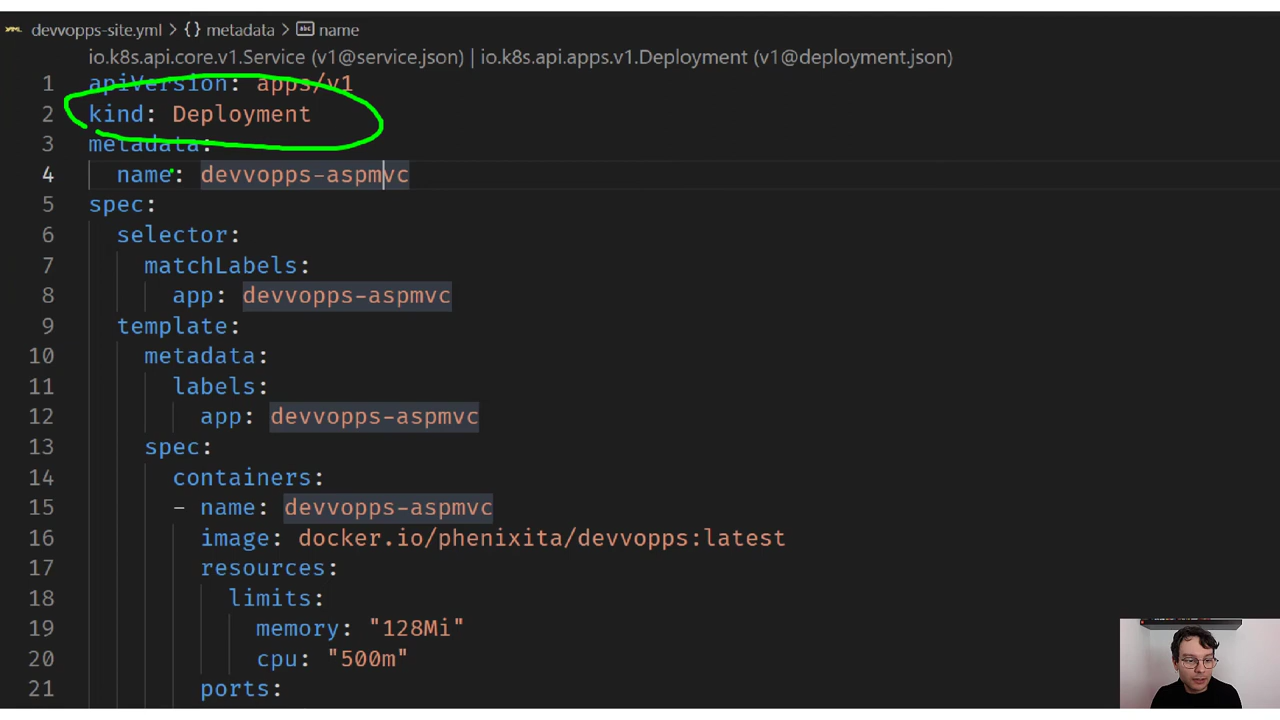 devvopps-site.yml > {} metadata > abc name
io.k8s.api.core.v1.Service (v1@service.json) | io.k8s.api.apps.v1.Deployment (v1@deployment.json)
1 apiVersion: apps/v1
2 kind: Deployment
3 metadata:
4   name: devvopps-aspmvc
5 spec:
6   selector:
7     matchLabels:
8       app: devvopps-aspmvc
9   template:
10     metadata:
11       labels:
12         app: devvopps-aspmvc
13     spec:
14       containers:
15       - name: devvopps-aspmvc
16         image: docker.io/phenixita/devvopps:latest
17         resources:
18           limits:
19             memory: "128Mi"
20             cpu: "500m"
21         ports: